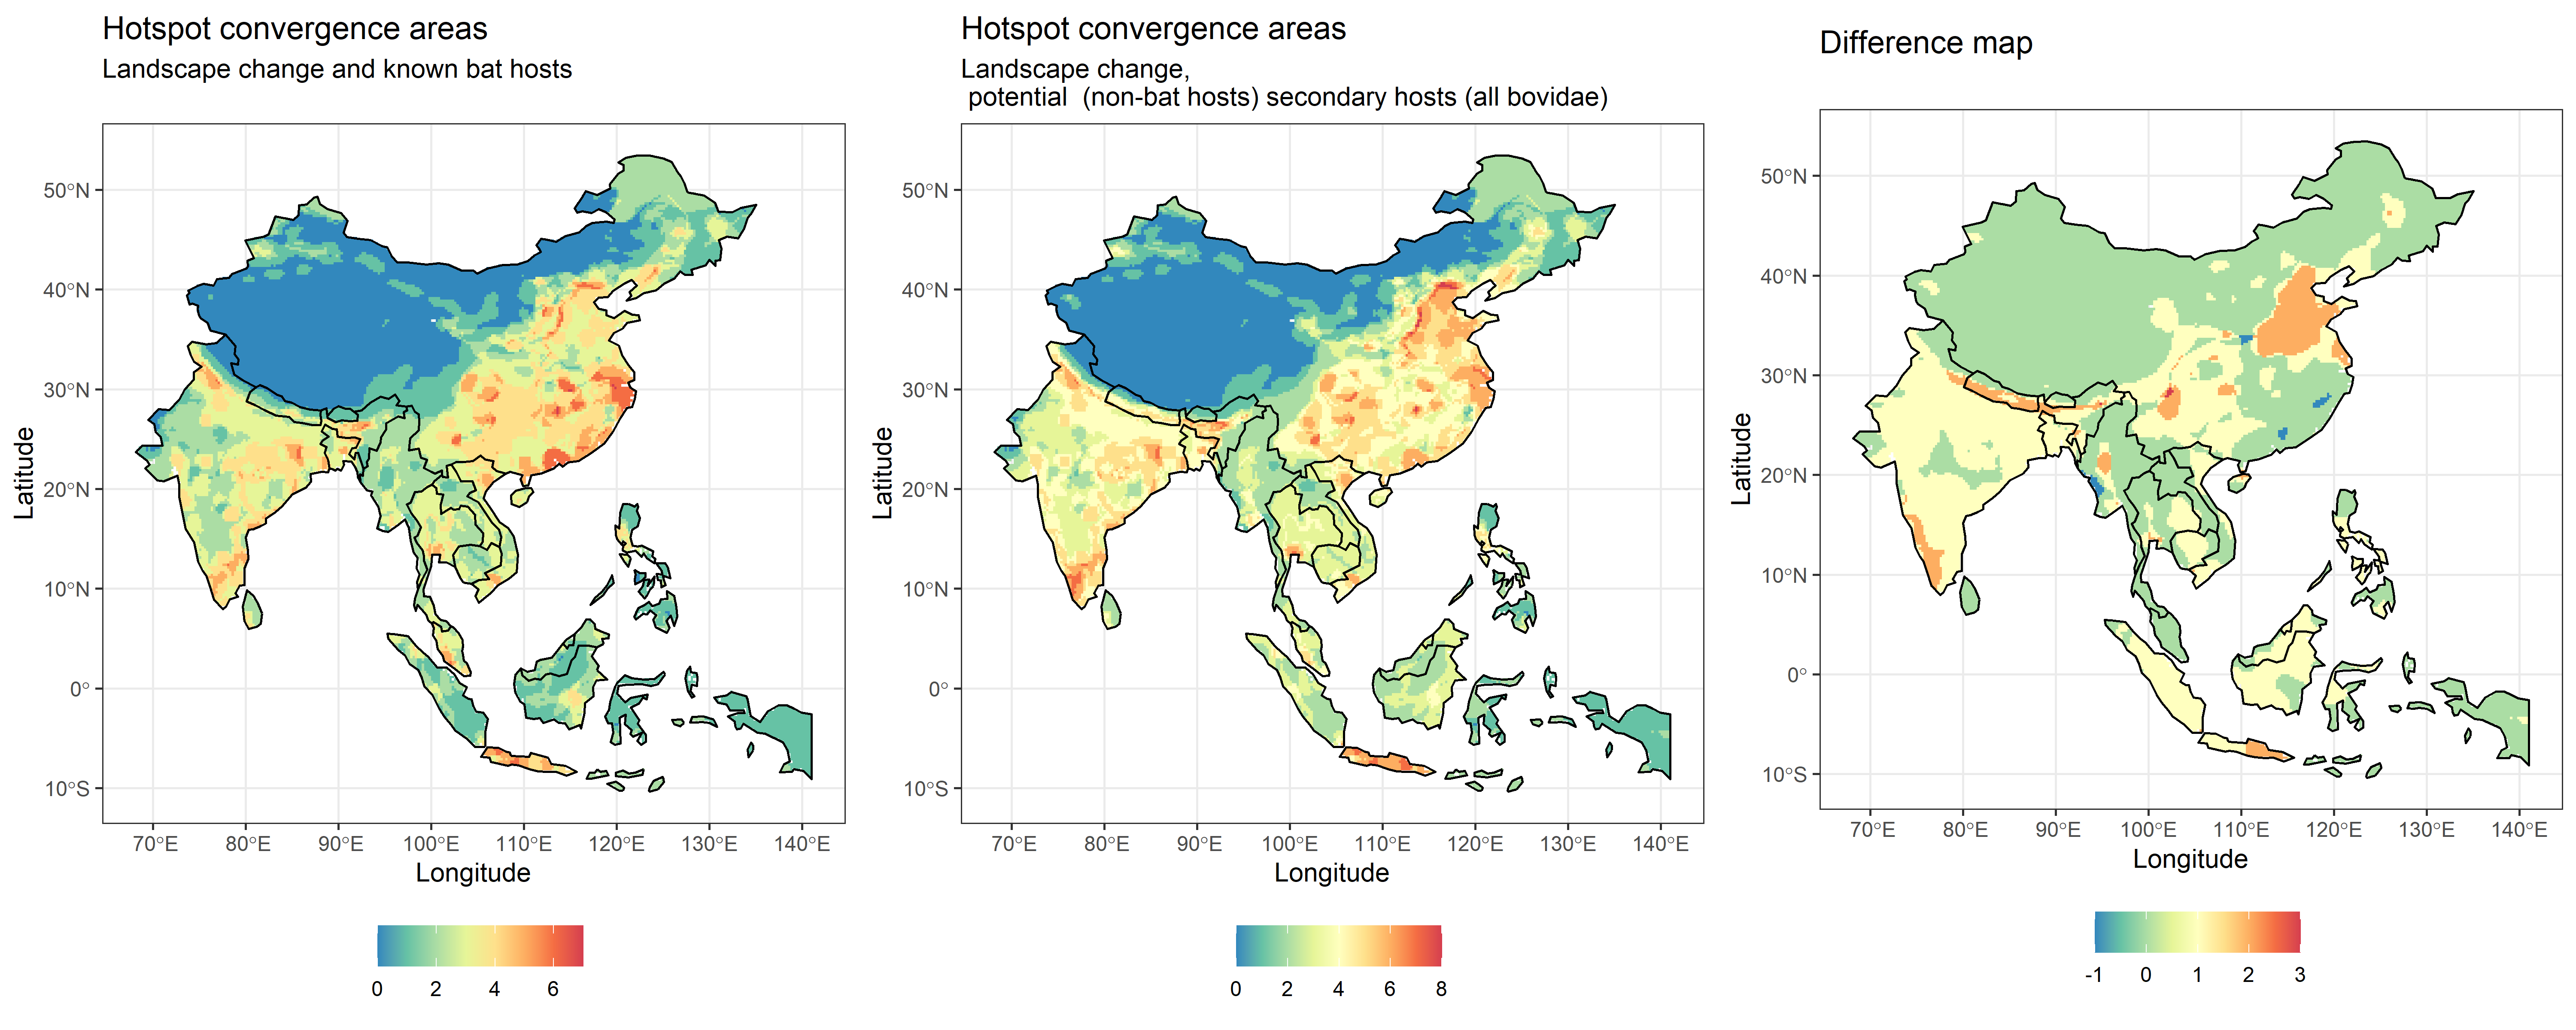 Hotspot convergence areas
Landscape change and known bat hosts
50°N
40°N
30°N
20°N
10°N
0°
10°S
Latitude
70°E 80°E 90°E 100°E 110°E 120°E 130°E 140°E
Longitude
0 2 4 6
Hotspot convergence areas
Landscape change,
potential (non-bat hosts) secondary hosts (all bovidae)
50°N
40°N
30°N
20°N
10°N
0°
10°S
Latitude
70°E 80°E 90°E 100°E 110°E 120°E 130°E 140°E
Longitude
0 2 4 6 8
Difference map
50°N
40°N
30°N
20°N
10°N
0°
10°S
Latitude
70°E 80°E 90°E 100°E 110°E 120°E 130°E 140°E
Longitude
-1 0 1 2 3